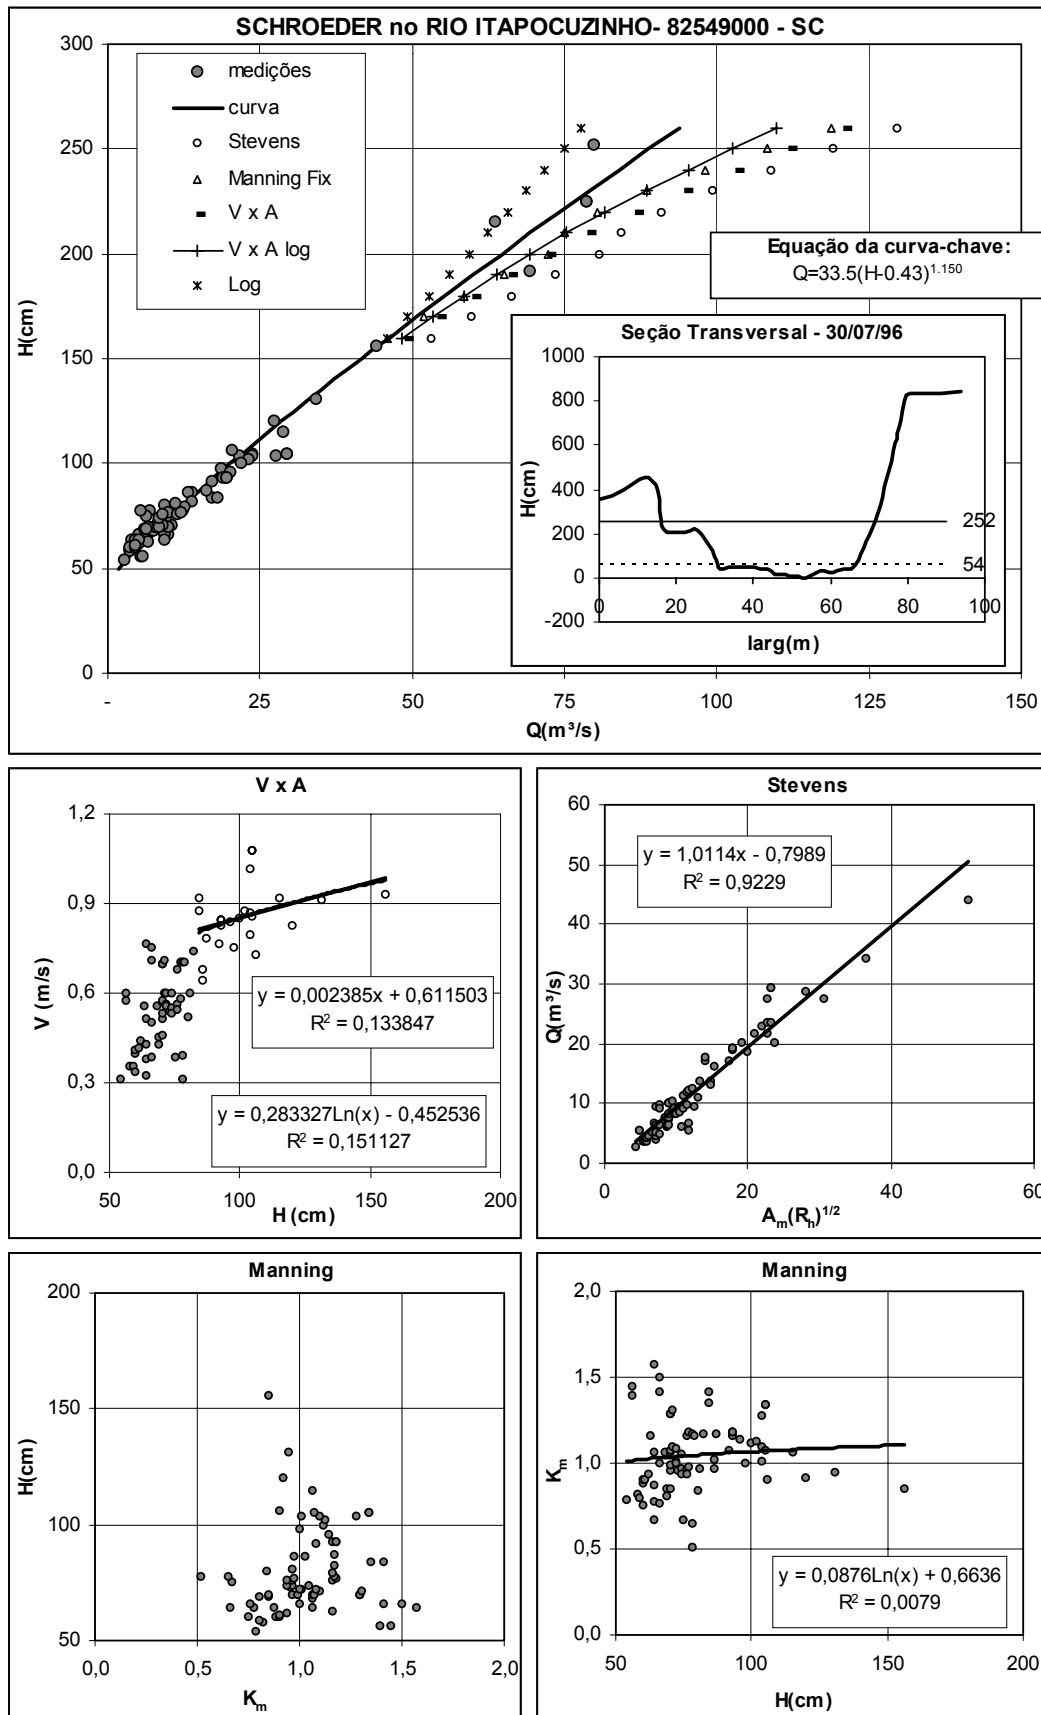 SCHROEDER no RIO ITAPOCUZINHO- 82549000 - SC
300
250
200
150
100
50
0
H(cm)
medições
curva
Stevens
Manning Fix
V x A
V x A log
Log
Equação da curva-chave:
Q=33.5(H-0.43)^1.150
Seção Transversal - 30/07/96
1000
800
600
400
200
0
-200
H(cm)
252
54
0 20 40 60 80 100
larg(m)
- 25 50 75 100 125 150
Q(m³/s)
V x A
1,2
0,9
0,6
0,3
0,0
V (m/s)
y = 0,002385x + 0,611503
R² = 0,133847
y = 0,283327Ln(x) - 0,452536
R² = 0,151127
50 100 150 200
H (cm)
Stevens
60
50
40
30
20
10
0
Q(m³/s)
y = 1,0114x - 0,7989
R² = 0,9229
0 20 40 60
Am(Rh)^1/2
Manning
200
150
100
50
H(cm)
0,0 0,5 1,0 1,5 2,0
Km
Manning
2,0
1,5
1,0
0,5
0,0
Km
y = 0,0876Ln(x) + 0,6636
R² = 0,0079
50 100 150 200
H(cm)